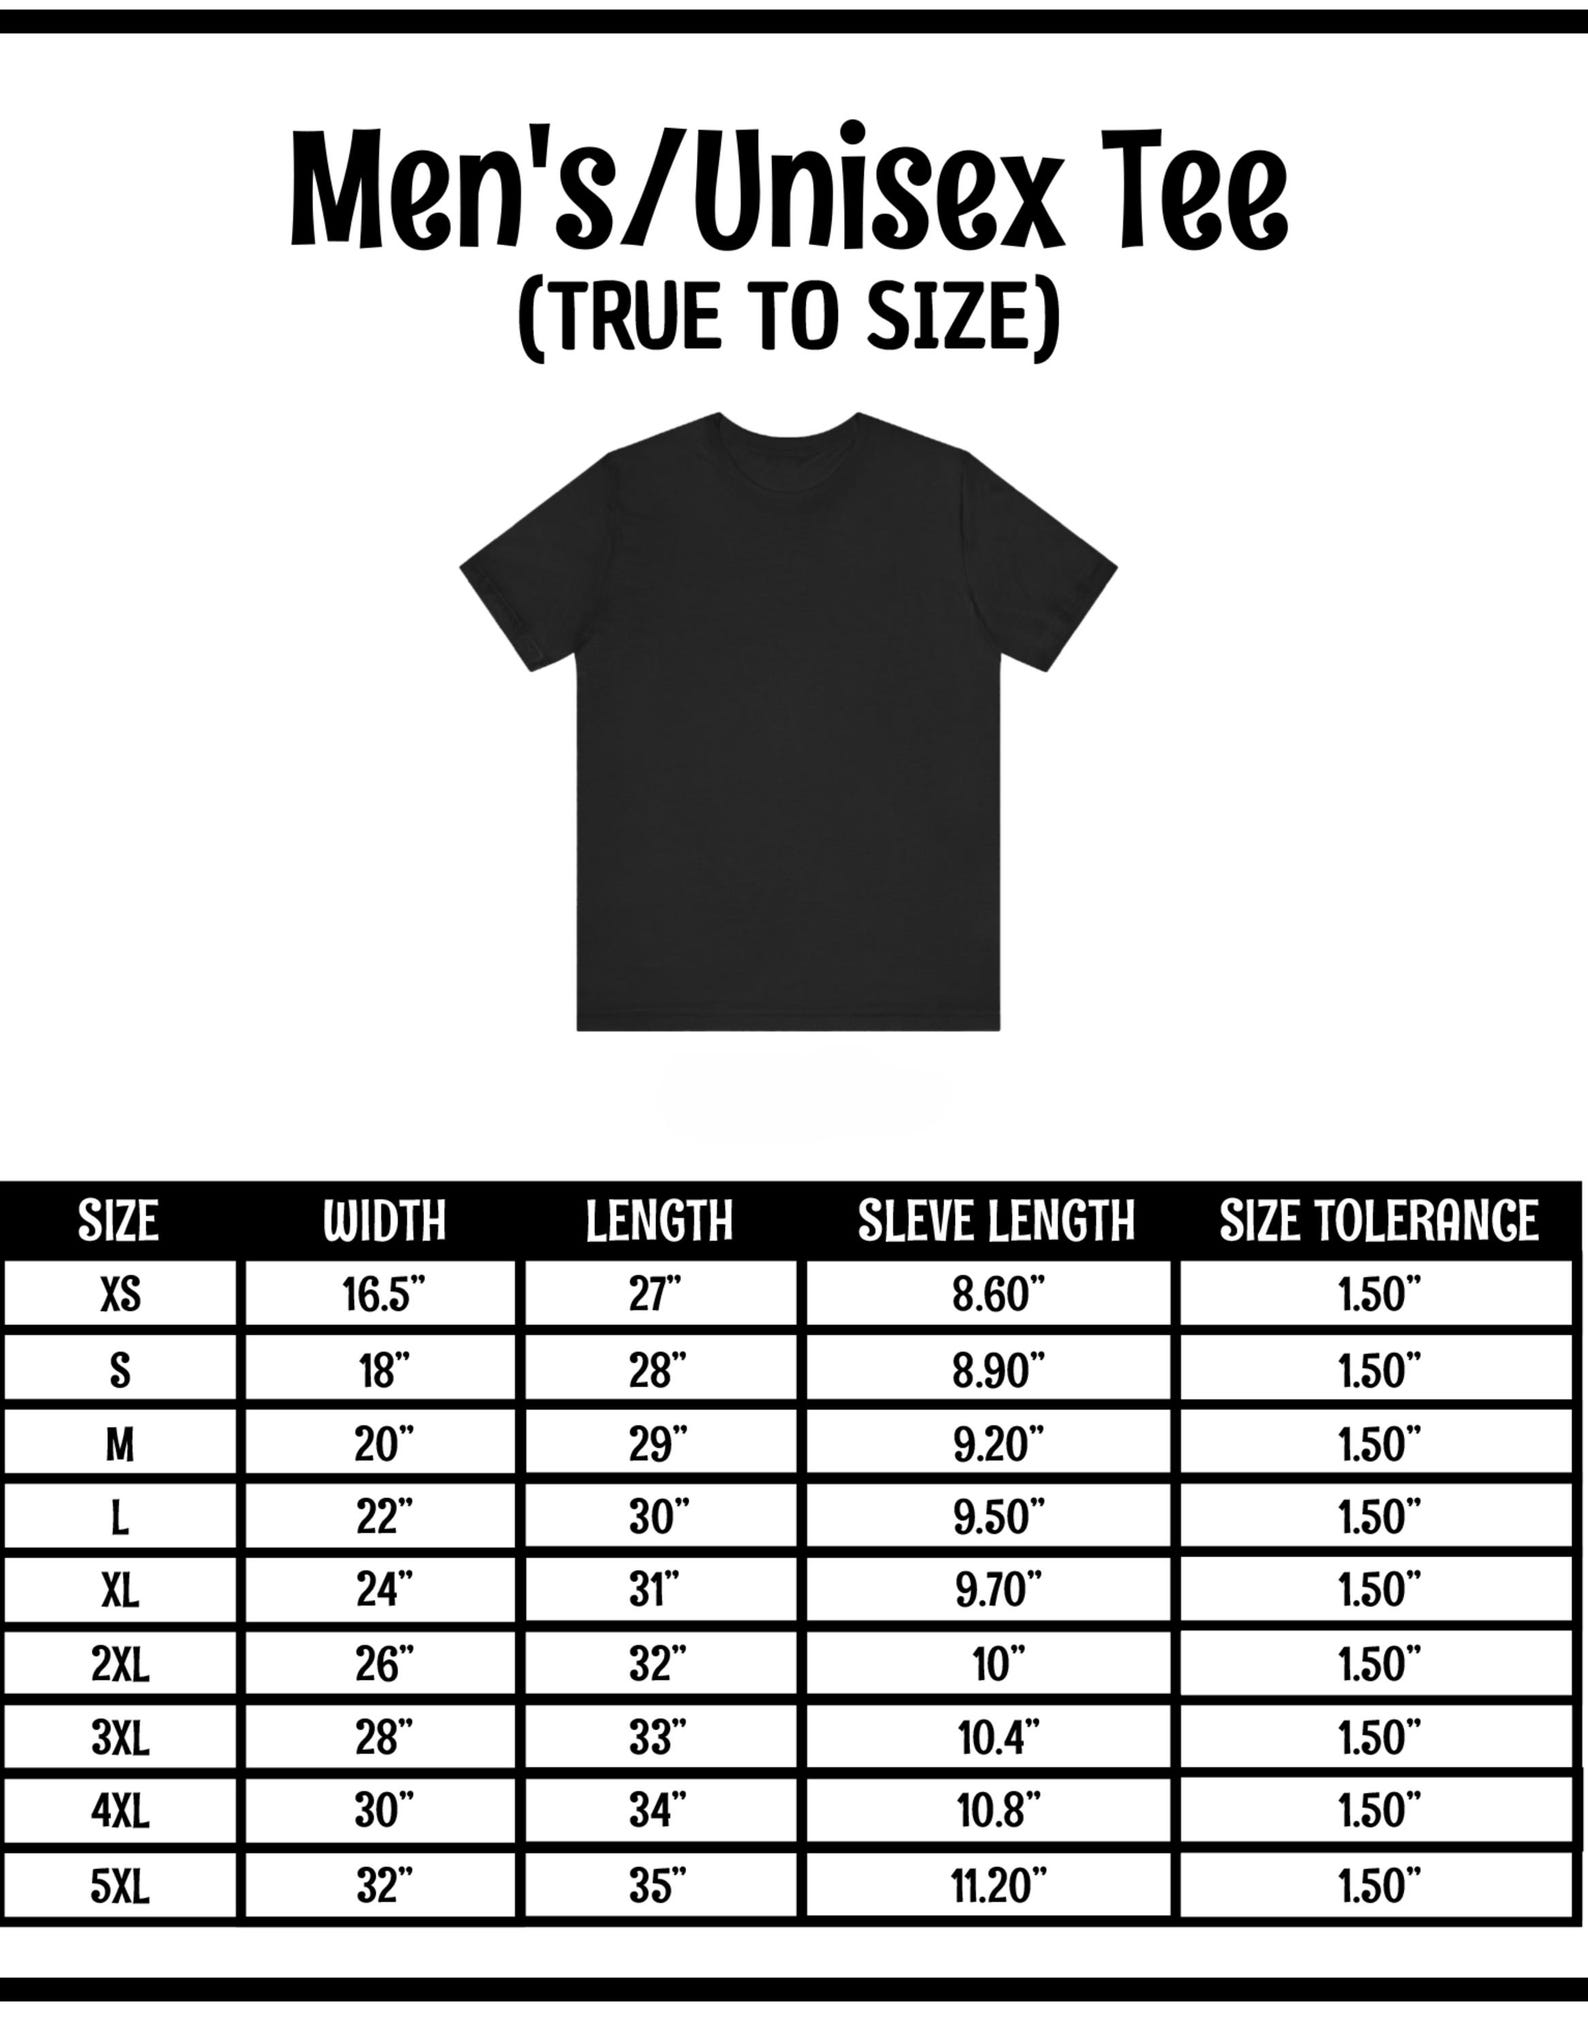 Men's/Unisex Tee
(TRUE TO SIZE)
SIZE WIDTH LENGTH SLEVE LENGTH SIZE TOLERANCE
XS 16.5” 27” 8.60” 1.50”
S 18” 28” 8.90” 1.50”
M 20” 29” 9.20” 1.50”
L 22” 30” 9.50” 1.50”
XL 24” 31” 9.70” 1.50”
2XL 26” 32” 10” 1.50”
3XL 28” 33” 10.4” 1.50”
4XL 30” 34” 10.8” 1.50”
5XL 32” 35” 11.20” 1.50”